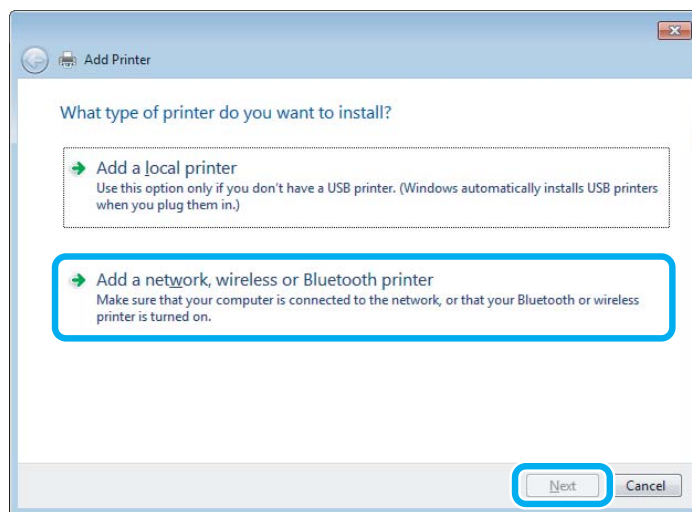 Add Printer
What type of printer do you want to install?
Add a local printer
Use this option only if you don't have a USB printer. (Windows automatically installs USB printers
when you plug them in.)
Add a network, wireless or Bluetooth printer
Make sure that your computer is connected to the network, or that your Bluetooth or wireless
printer is turned on.
Next Cancel